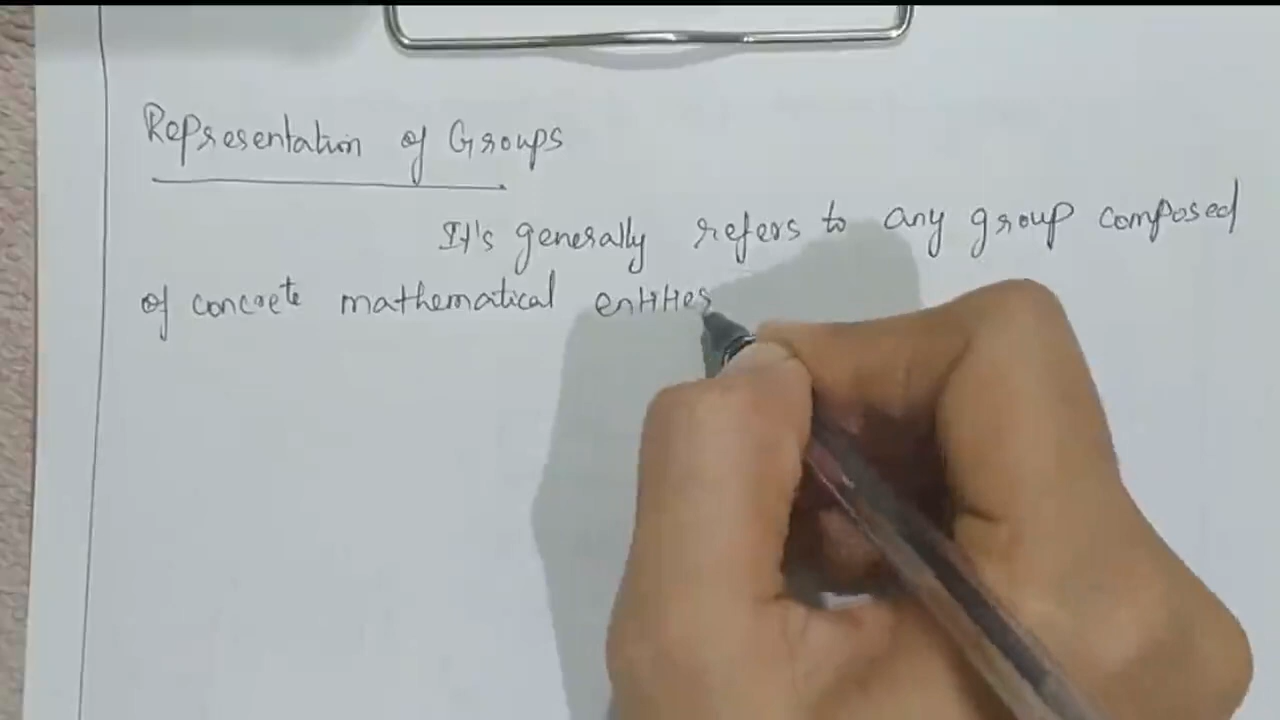 Representation of Groups
It's generally refers to any group composed
of concrete mathematical entities